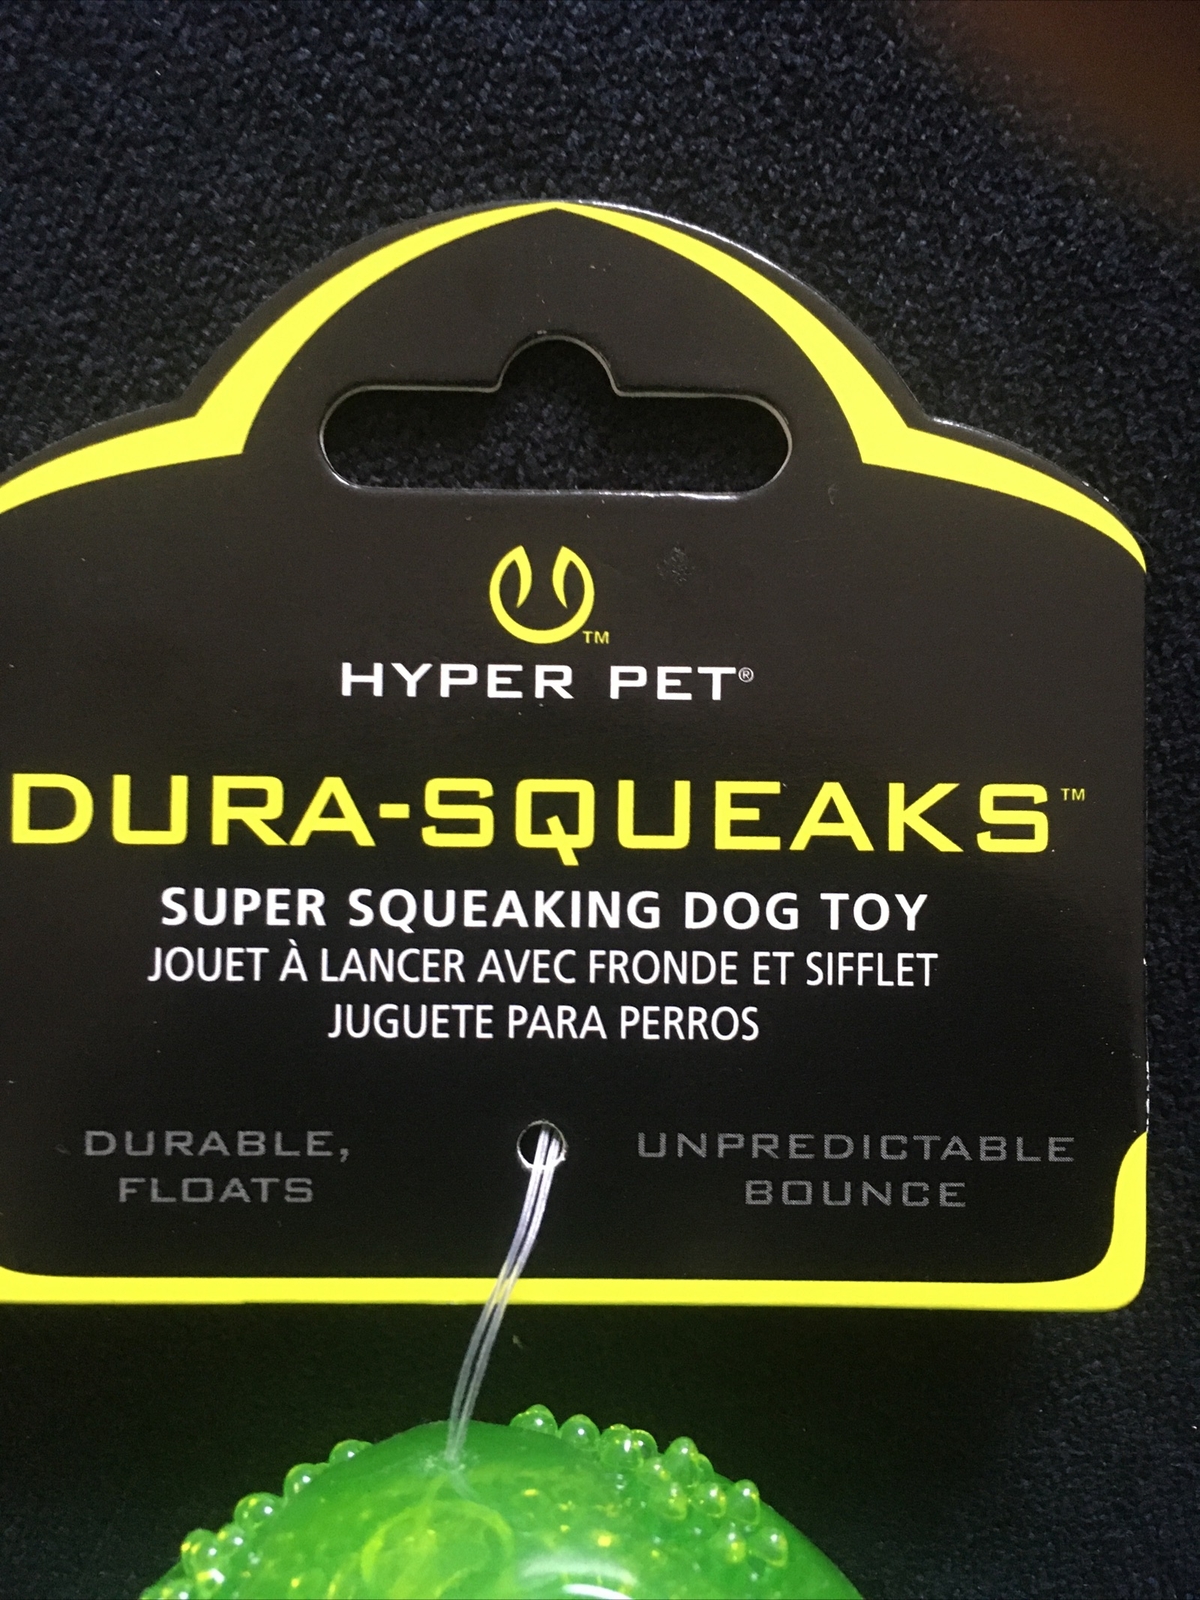 TM
HYPER PET®
DURA-SQUEAKS™
SUPER SQUEAKING DOG TOY
JOUET À LANCER AVEC FRONDE ET SIFFLET
JUGUETE PARA PERROS
DURABLE,
FLOATS
UNPREDICTABLE
BOUNCE